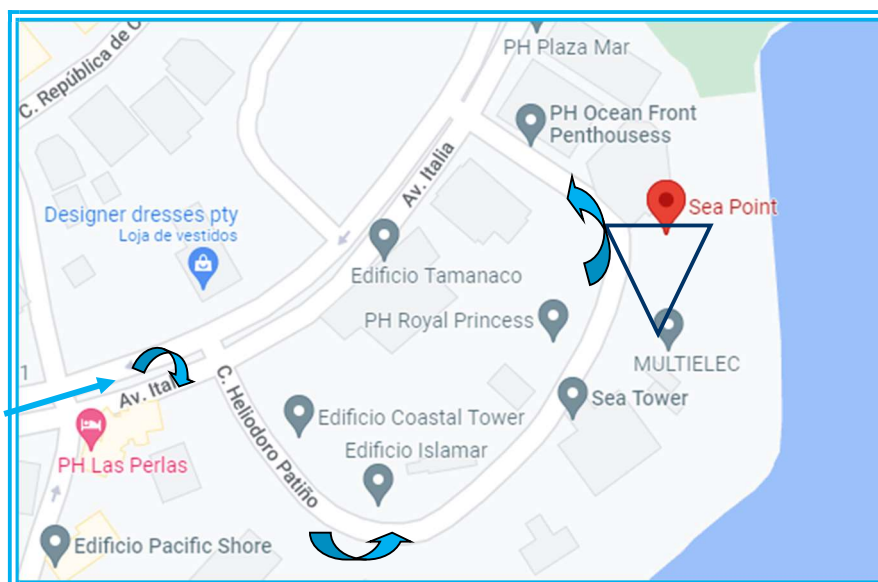 C. República de C
PH Plaza Mar
PH Ocean Front
Penthousess
Av. Italia
Designer dresses pty
Loja de vestidos
Sea Point
Edificio Tamanaco
PH Royal Princess
MULTIELEC
1
Av. Ital
C. Heliodoro Patiño
Sea Tower
Edificio Coastal Tower
Edificio Islamar
PH Las Perlas
Edificio Pacific Shore